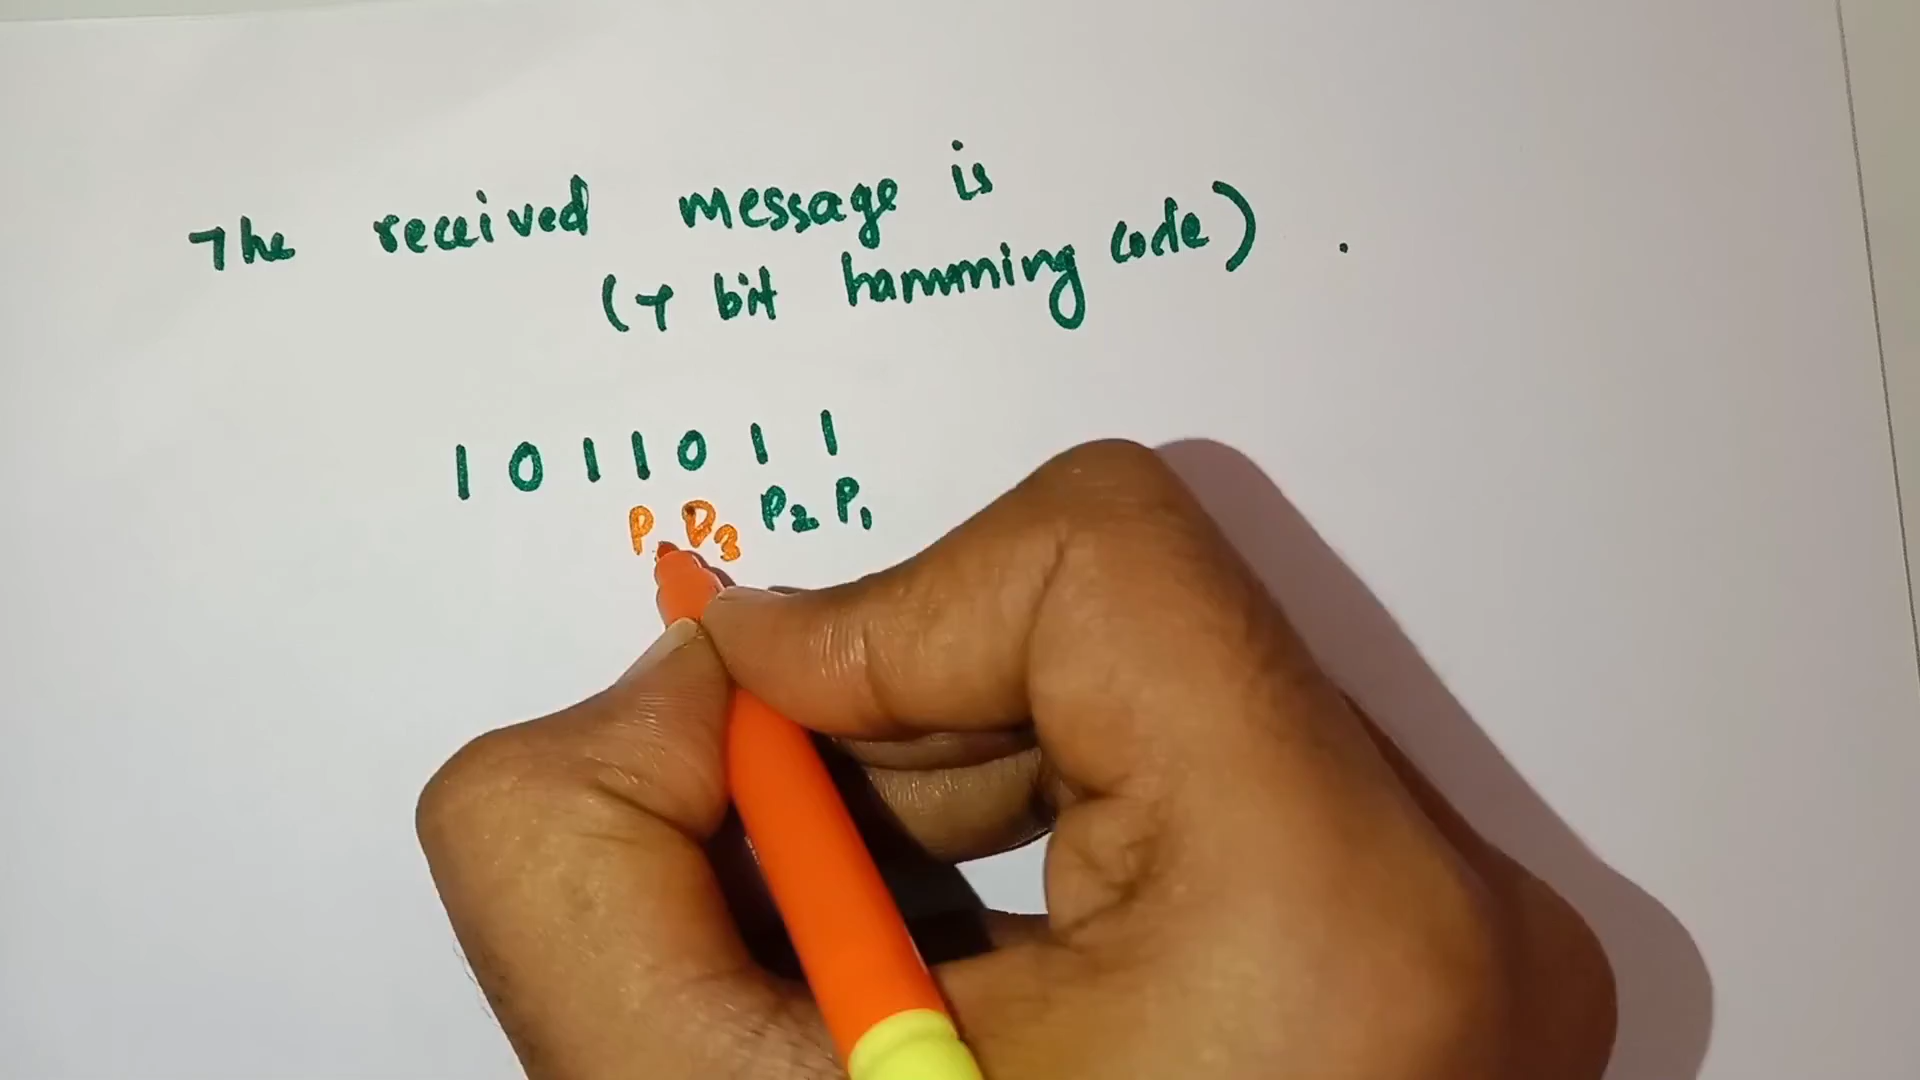 The received message is
(7 bit hamming code) .
1 0 1 1 0 1 1
P D3 P2 P1